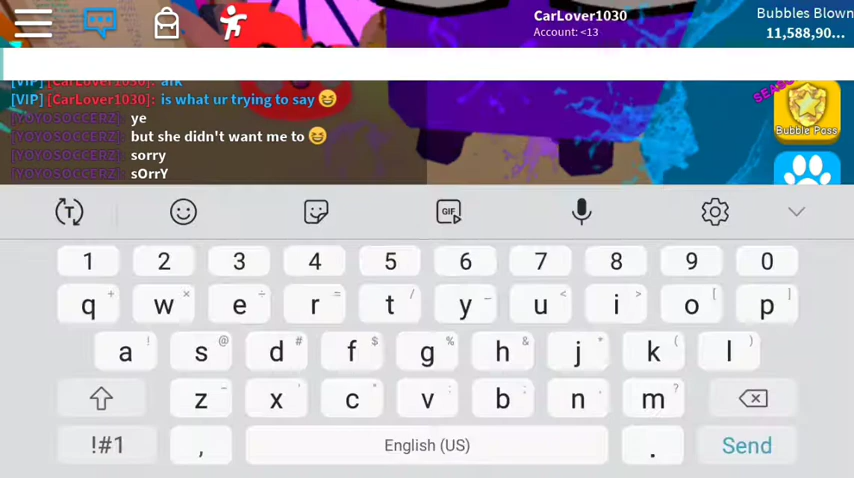 CarLover1030
Account: <13
Bubbles Blown
11,588,90...
[VIP] [CarLover1030]: afk
[VIP] [CarLover1030]: is what ur trying to say 😆
[YOYOSOCCERZ]: ye
[YOYOSOCCERZ]: but she didn't want me to 😆
[YOYOSOCCERZ]: sorry
[YOYOSOCCERZ]: sOrrY
Bubble Pass
T
GIF
1 2 3 4 5 6 7 8 9 0
q + w × e ÷ r = t / y _ u < i > o [ p ]
a ! s @ d # f $ g % h & j * k ( l )
z - x ' c " v : b ; n , m ?
!#1 , English (US) . Send